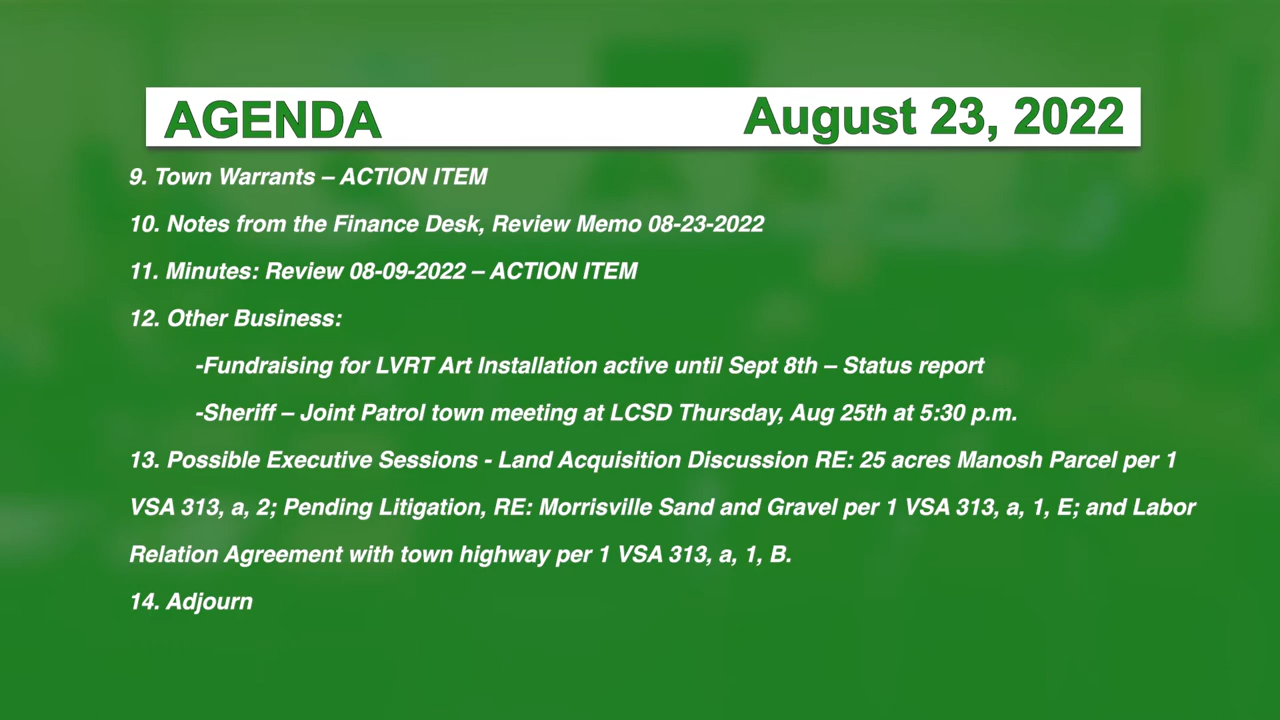 AGENDA August 23, 2022
9. Town Warrants – ACTION ITEM
10. Notes from the Finance Desk, Review Memo 08-23-2022
11. Minutes: Review 08-09-2022 – ACTION ITEM
12. Other Business:
-Fundraising for LVRT Art Installation active until Sept 8th – Status report
-Sheriff – Joint Patrol town meeting at LCSD Thursday, Aug 25th at 5:30 p.m.
13. Possible Executive Sessions - Land Acquisition Discussion RE: 25 acres Manosh Parcel per 1
VSA 313, a, 2; Pending Litigation, RE: Morrisville Sand and Gravel per 1 VSA 313, a, 1, E; and Labor
Relation Agreement with town highway per 1 VSA 313, a, 1, B.
14. Adjourn